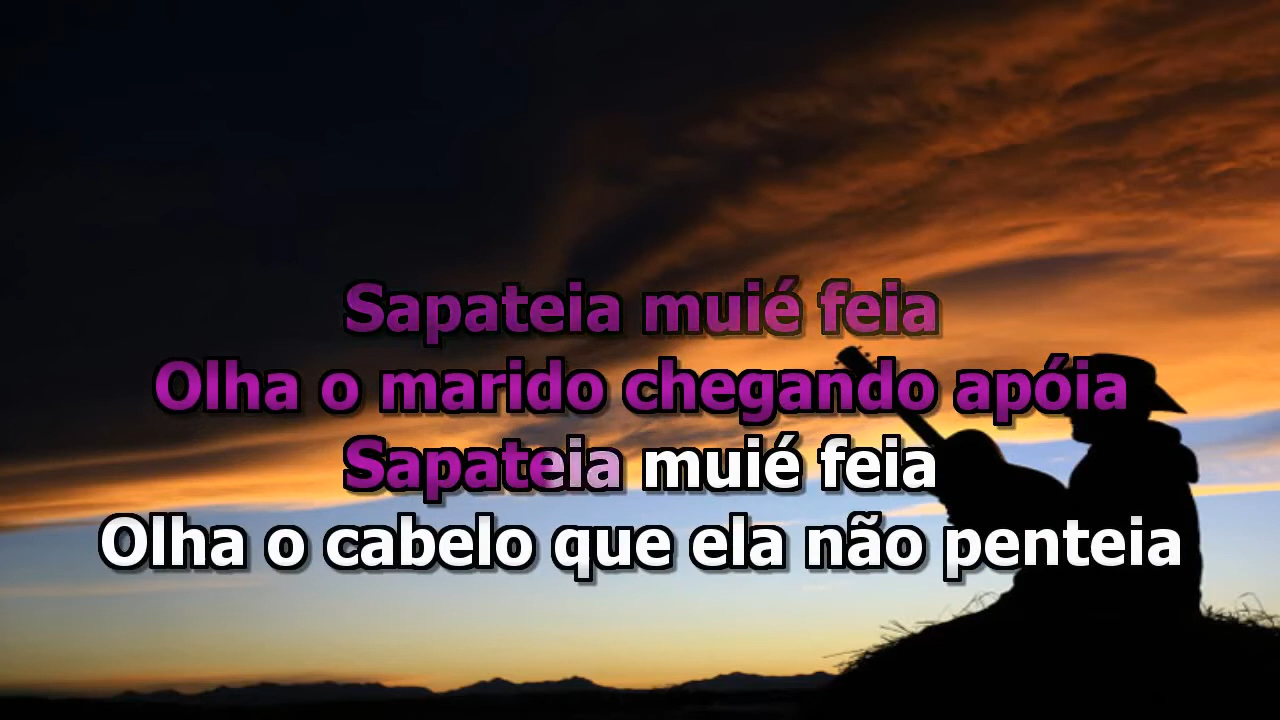 Sapateia muié feia
Olha o marido chegando apóia
Sapateia muié feia
Olha o cabelo que ela não penteia